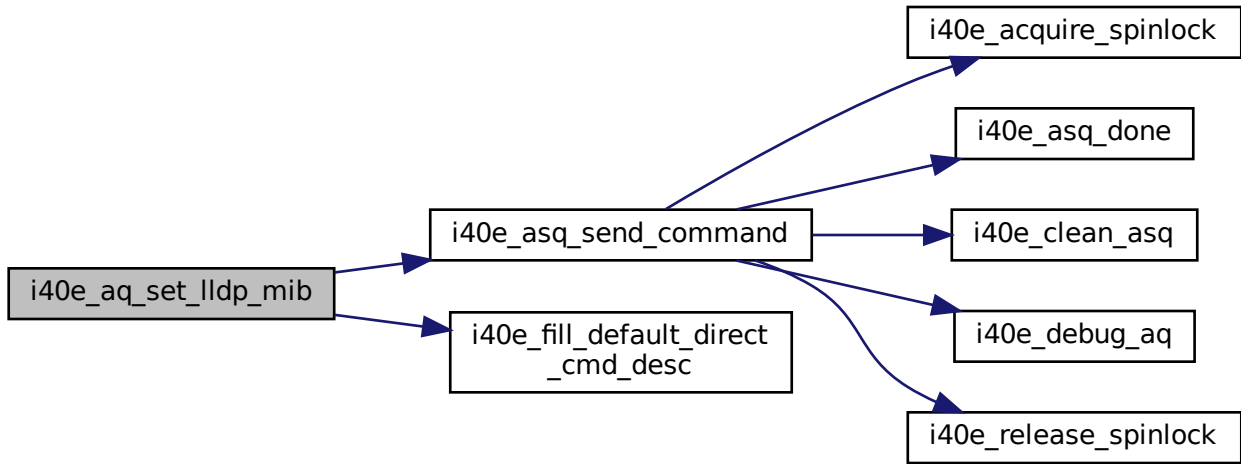 i40e_aq_set_lldp_mib
i40e_asq_send_command
i40e_fill_default_direct
_cmd_desc
i40e_acquire_spinlock
i40e_asq_done
i40e_clean_asq
i40e_debug_aq
i40e_release_spinlock